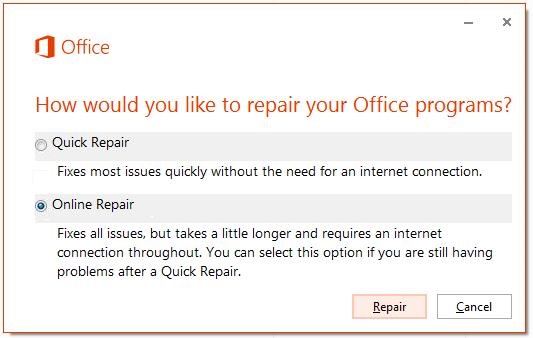 Office
How would you like to repair your Office programs?
Quick Repair
Fixes most issues quickly without the need for an internet connection.
Online Repair
Fixes all issues, but takes a little longer and requires an internet
connection throughout. You can select this option if you are still having
problems after a Quick Repair.
Repair Cancel